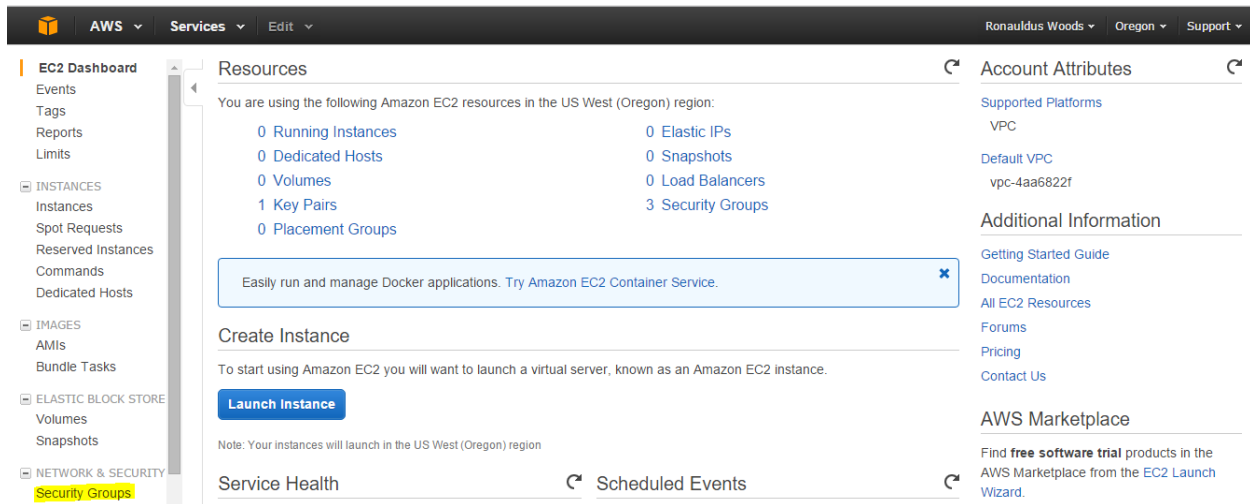 AWS Services Edit Ronauldus Woods Oregon Support
EC2 Dashboard
Events
Tags
Reports
Limits
INSTANCES
Instances
Spot Requests
Reserved Instances
Commands
Dedicated Hosts
IMAGES
AMIs
Bundle Tasks
ELASTIC BLOCK STORE
Volumes
Snapshots
NETWORK & SECURITY
Security Groups
Resources
You are using the following Amazon EC2 resources in the US West (Oregon) region:
0 Running Instances
0 Dedicated Hosts
0 Volumes
1 Key Pairs
0 Placement Groups
0 Elastic IPs
0 Snapshots
0 Load Balancers
3 Security Groups
Easily run and manage Docker applications. Try Amazon EC2 Container Service.
Create Instance
To start using Amazon EC2 you will want to launch a virtual server, known as an Amazon EC2 instance.
Launch Instance
Note: Your instances will launch in the US West (Oregon) region
Service Health
Scheduled Events
Account Attributes
Supported Platforms
VPC
Default VPC
vpc-4aa6822f
Additional Information
Getting Started Guide
Documentation
All EC2 Resources
Forums
Pricing
Contact Us
AWS Marketplace
Find free software trial products in the
AWS Marketplace from the EC2 Launch
Wizard.